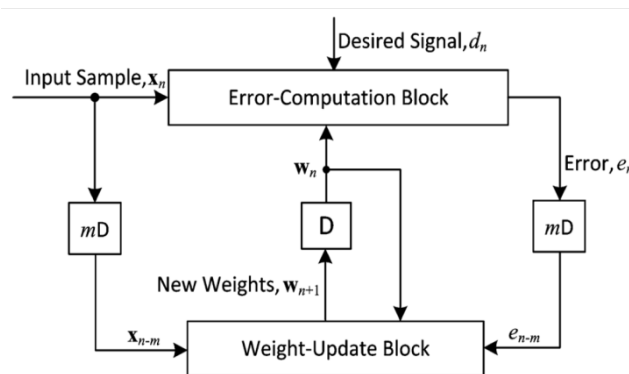 Desired Signal, dn
Input Sample, xn
Error-Computation Block
wn
Error, e
mD
D
mD
New Weights, wn+1
xn-m
en-m
Weight-Update Block